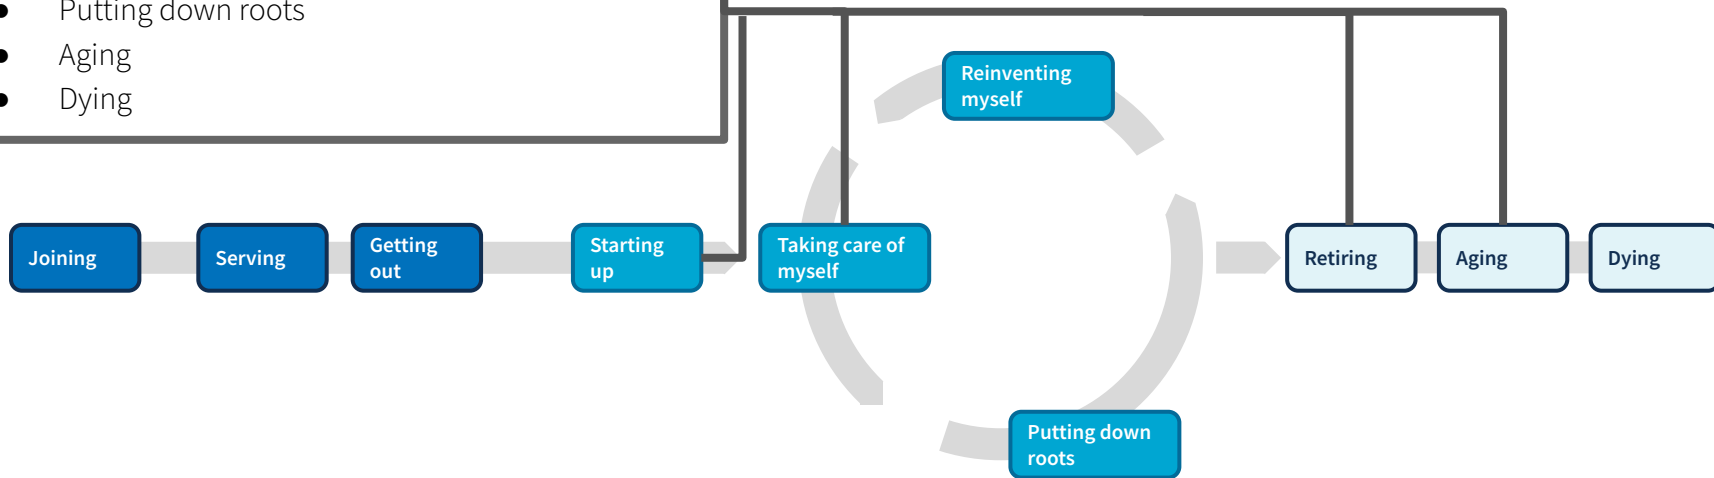 Putting down roots
Aging
Dying
Reinventing
myself
Joining
Serving
Getting
out
Starting
up
Taking care of
myself
Retiring
Aging
Dying
Putting down
roots